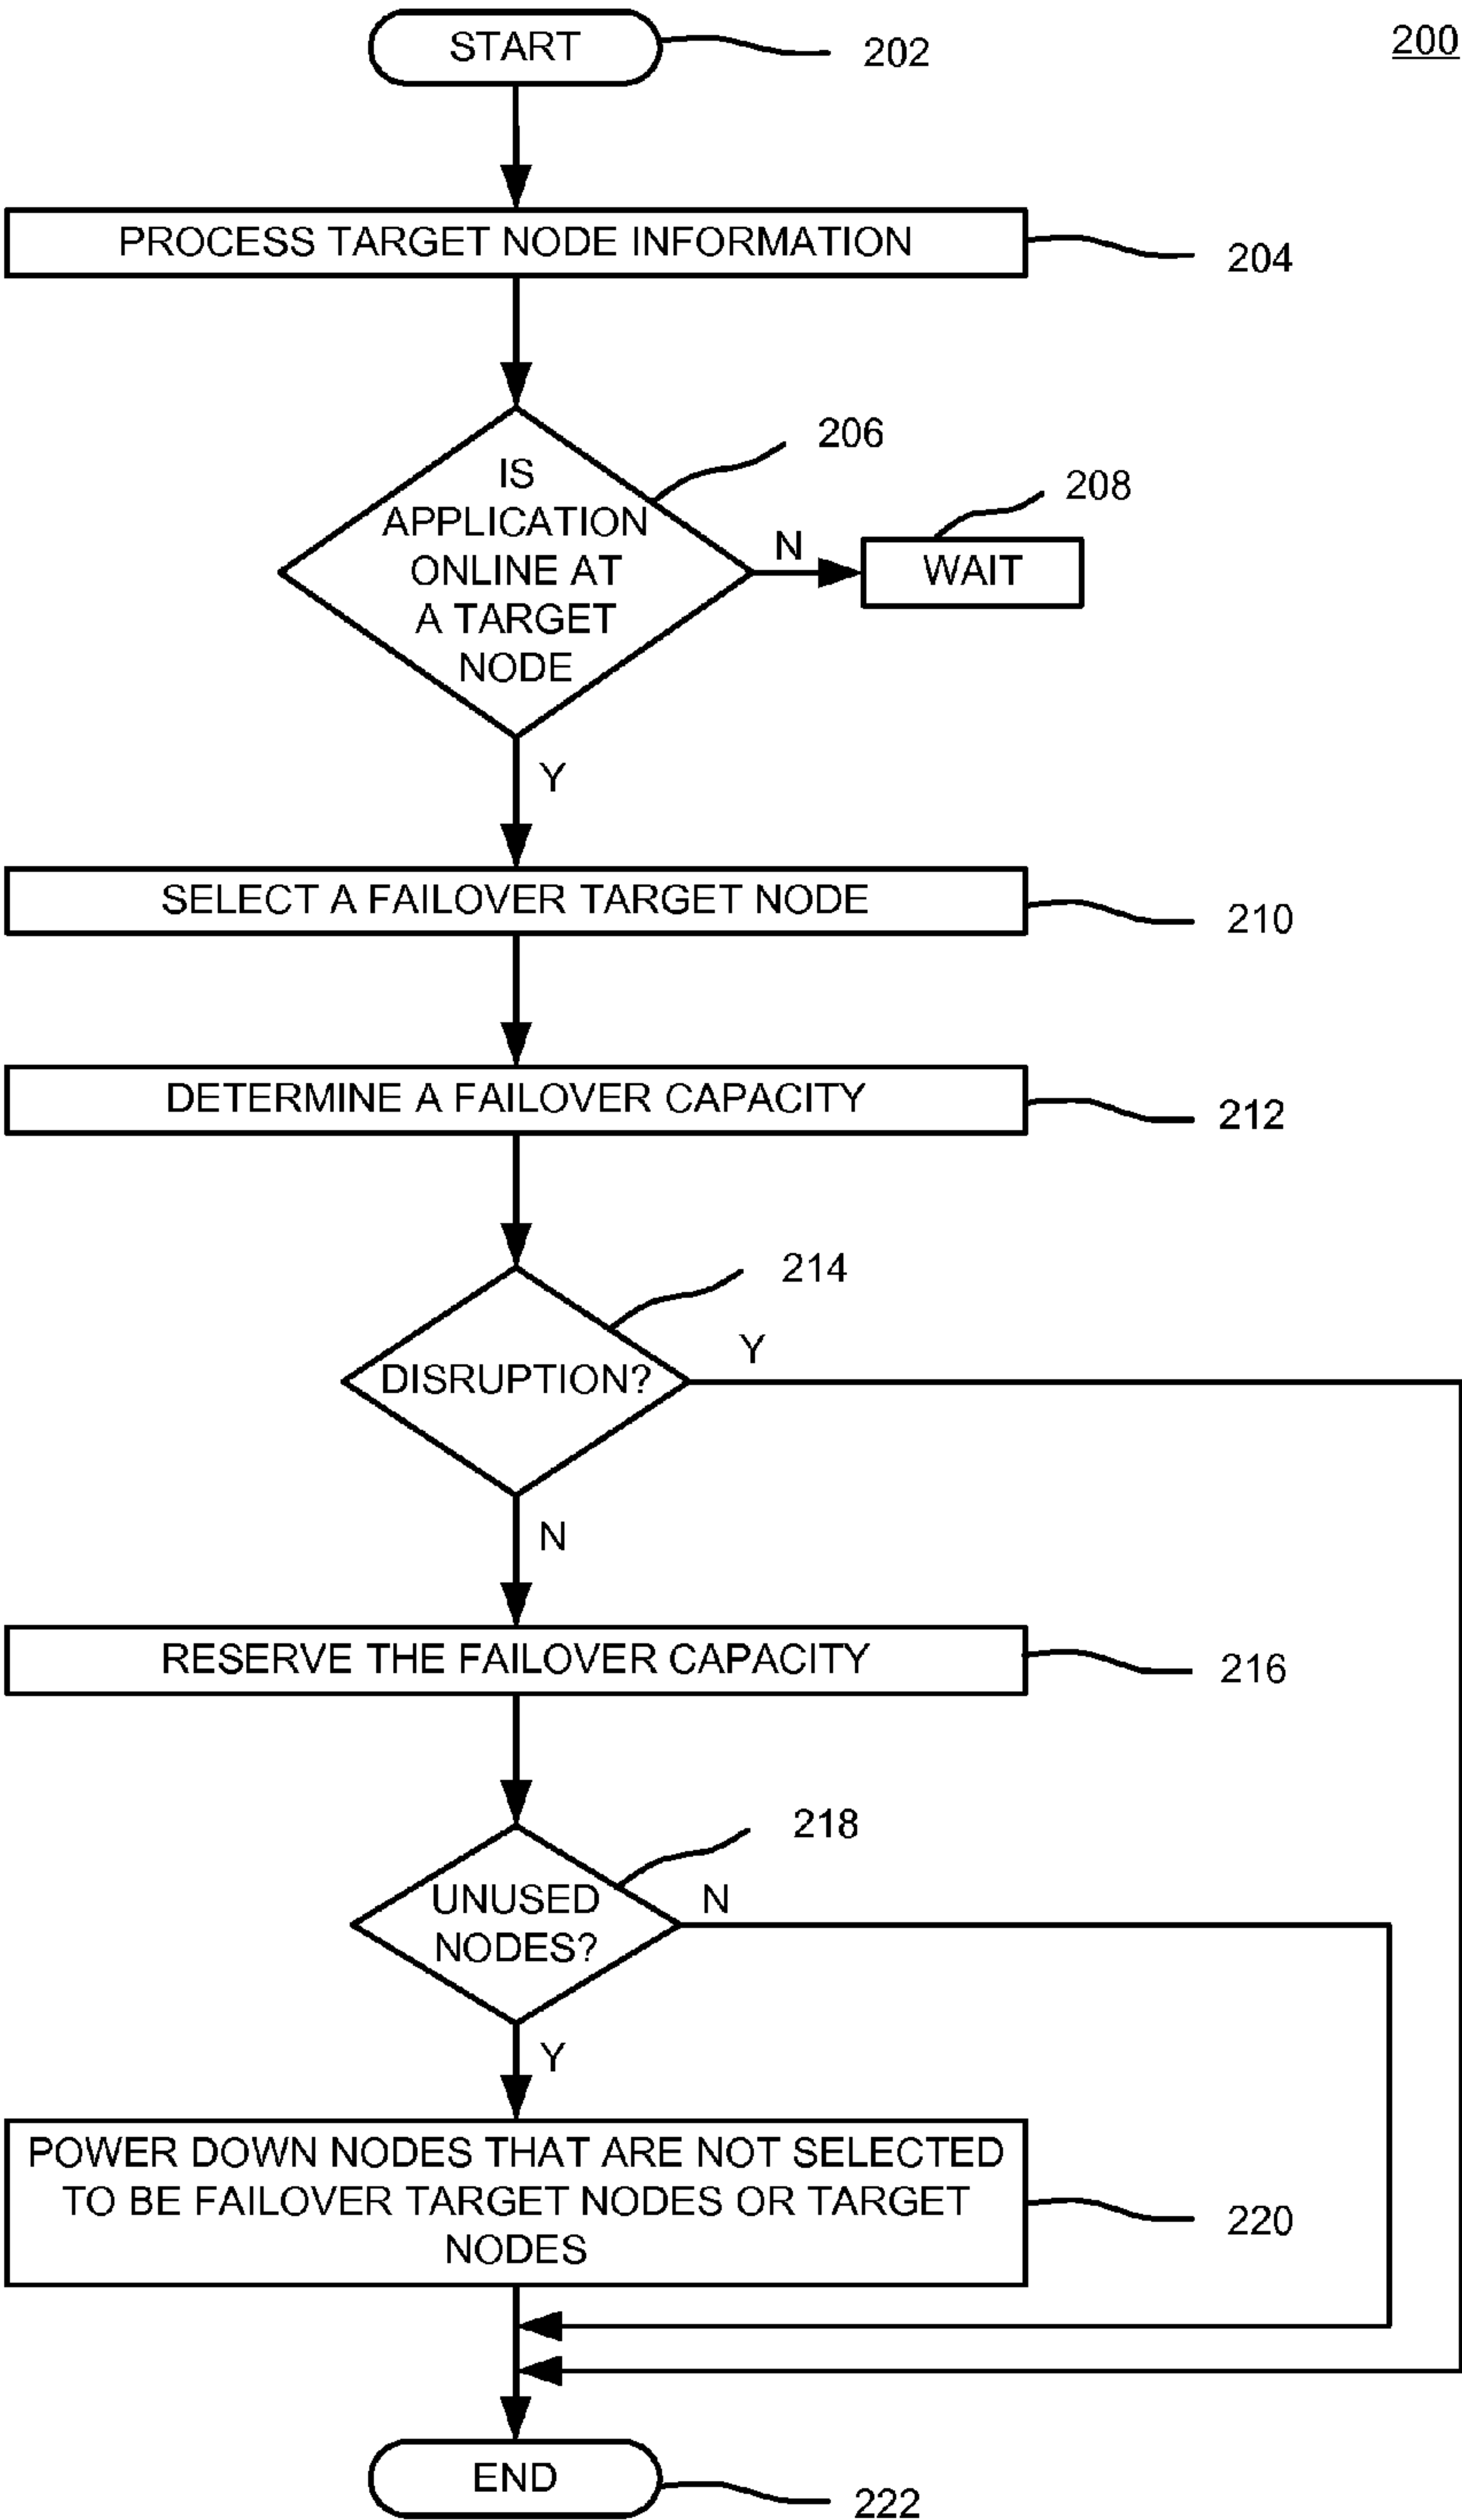 START
202
200
PROCESS TARGET NODE INFORMATION
204
IS
APPLICATION
ONLINE AT
A TARGET
NODE
206
N
208
WAIT
Y
SELECT A FAILOVER TARGET NODE
210
DETERMINE A FAILOVER CAPACITY
212
214
DISRUPTION?
Y
N
RESERVE THE FAILOVER CAPACITY
216
218
UNUSED
NODES?
N
Y
POWER DOWN NODES THAT ARE NOT SELECTED
TO BE FAILOVER TARGET NODES OR TARGET
NODES
220
END
222